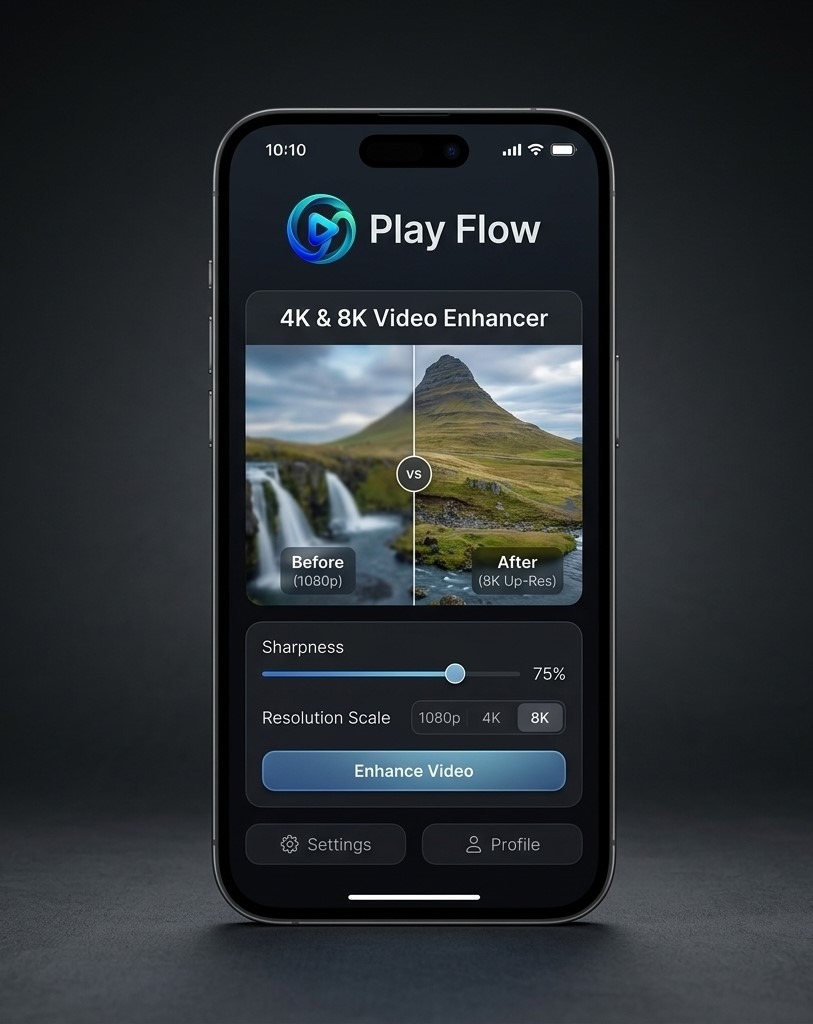 10:10
Play Flow
4K & 8K Video Enhancer
VS
Before
(1080p)
After
(8K Up-Res)
Sharpness
75%
Resolution Scale
1080p
4K
8K
Enhance Video
Settings
Profile